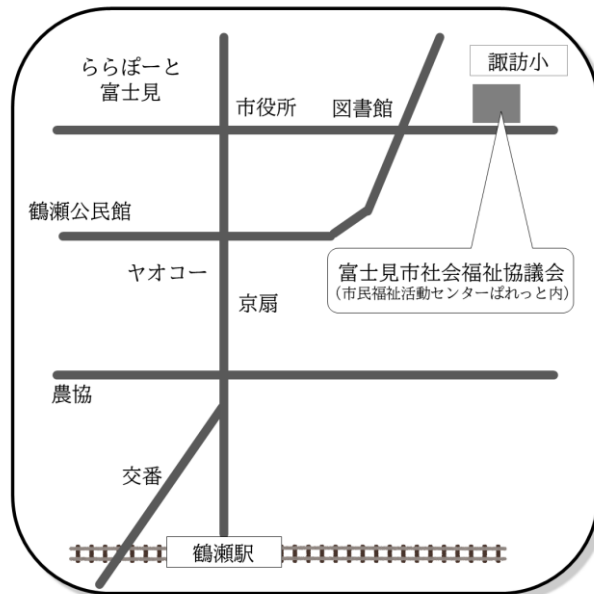 諏訪小
ららぽーと
富士見
市役所
図書館
鶴瀬公民館
ヤオコー
富士見市社会福祉協議会
（市民福祉活動センターぱれっと内）
京扇
農協
交番
鶴瀬駅